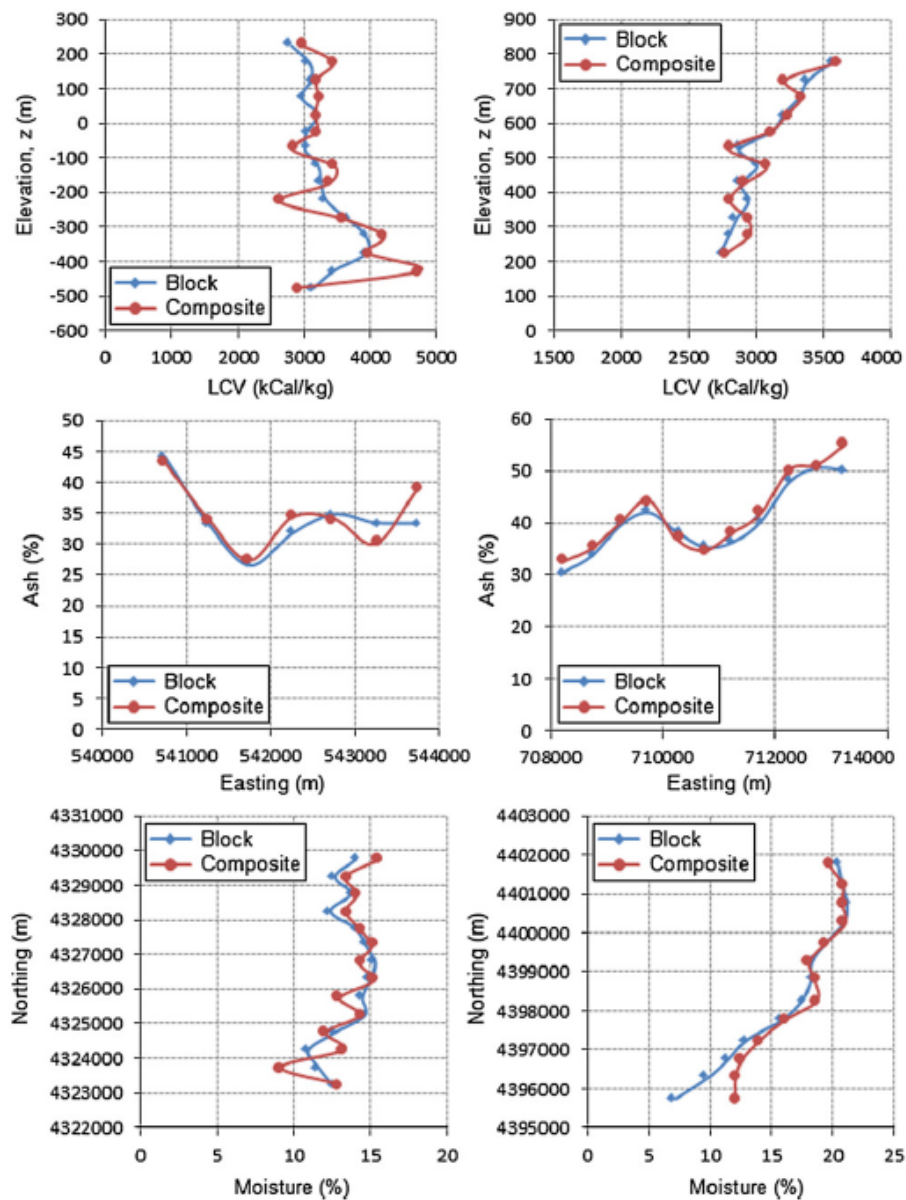 300
200
100
0
-100
-200
-300
-400
-500
-600
Elevation, z (m)
Block
Composite
0 1000 2000 3000 4000 5000
LCV (kCal/kg)
900
800
700
600
500
400
300
200
100
0
Elevation, z (m)
Block
Composite
1500 2000 2500 3000 3500 4000
LCV (kCal/kg)
50
45
40
35
30
25
20
15
10
5
0
Ash (%)
Block
Composite
540000 541000 542000 543000 544000
Easting (m)
60
50
40
30
20
10
0
Ash (%)
Block
Composite
708000 710000 712000 714000
Easting (m)
4331000
4330000
4329000
4328000
4327000
4326000
4325000
4324000
4323000
4322000
Northing (m)
Block
Composite
0 5 10 15 20
Moisture (%)
4403000
4402000
4401000
4400000
4399000
4398000
4397000
4396000
4395000
Northing (m)
Block
Composite
0 5 10 15 20 25
Moisture (%)